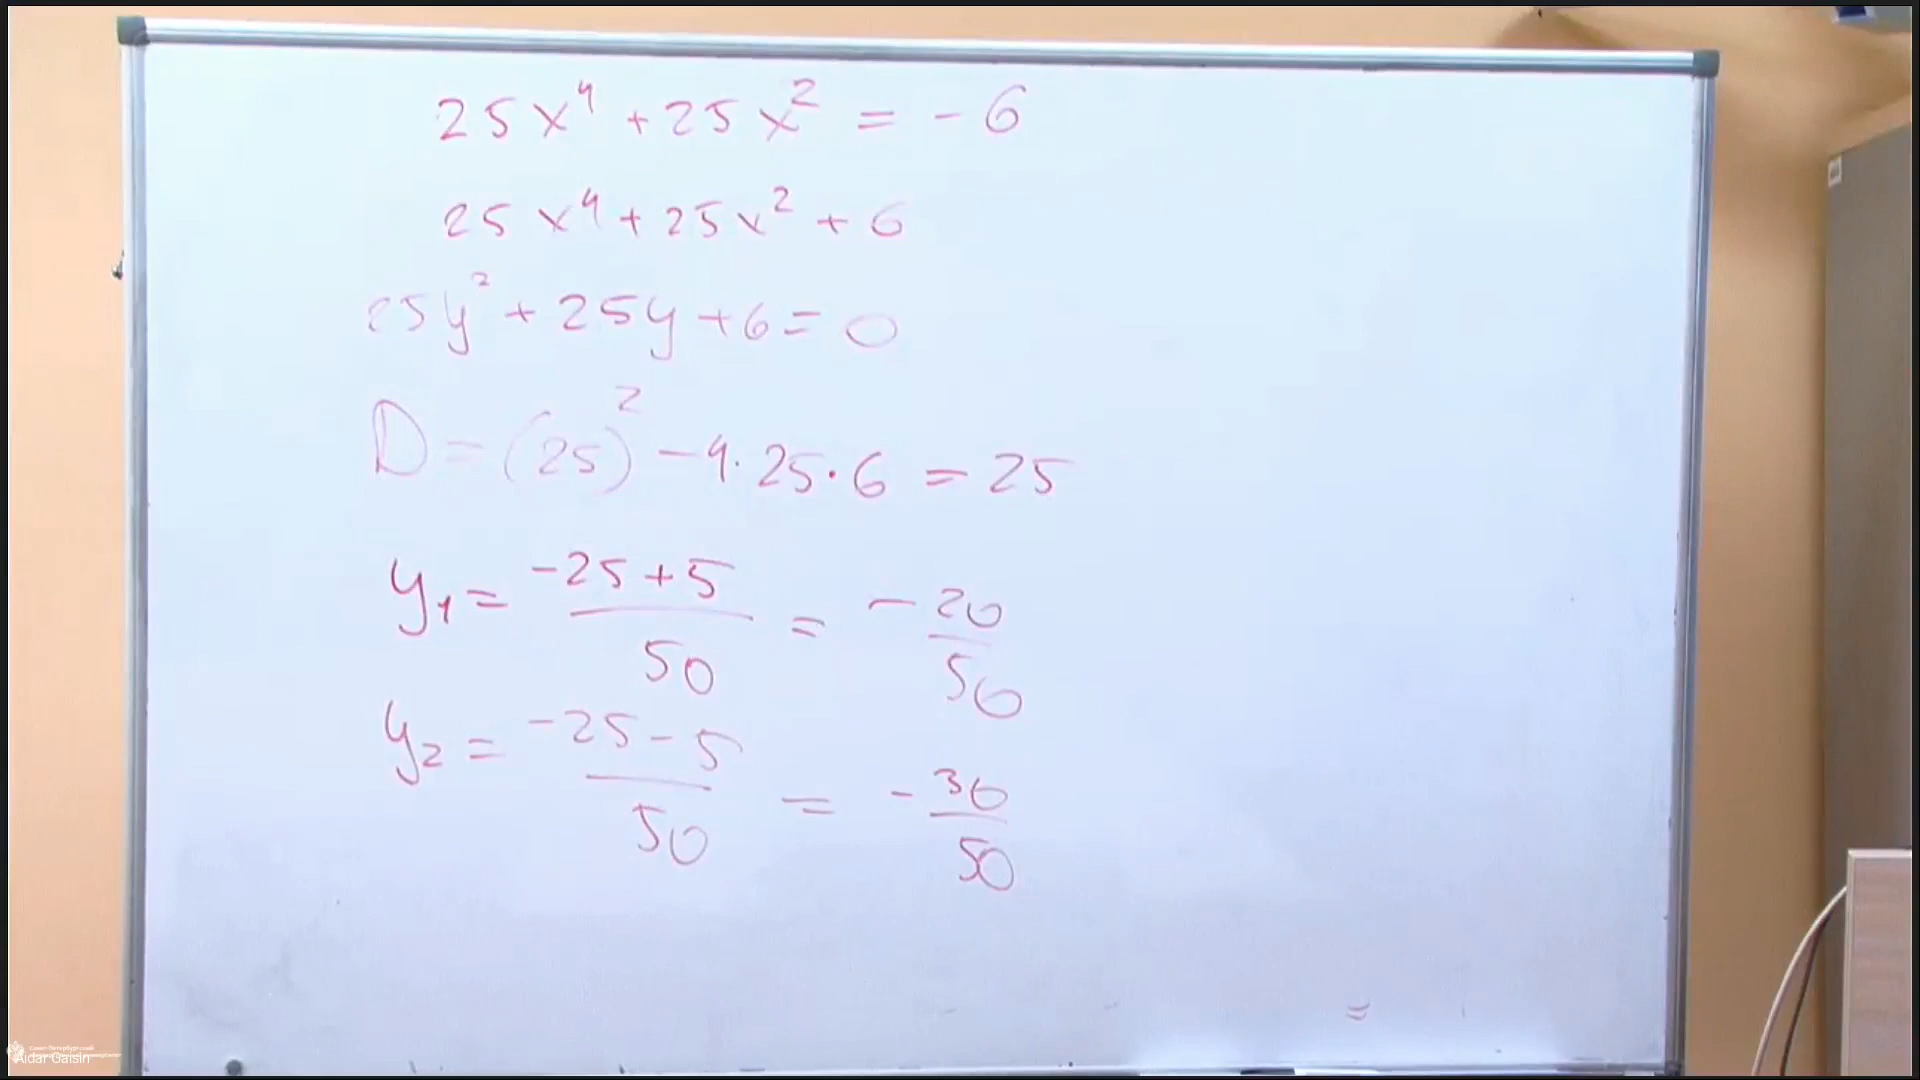 25x⁴ + 25x² = - 6
25x⁴ + 25x² + 6
25y² + 25y + 6 = 0
D = (25)² - 4 · 25 · 6 = 25
y₁ = (-25 + 5)/50 = - 20/50
y₂ = (-25 - 5)/50 = - 30/50
=
Aidar Gaisin